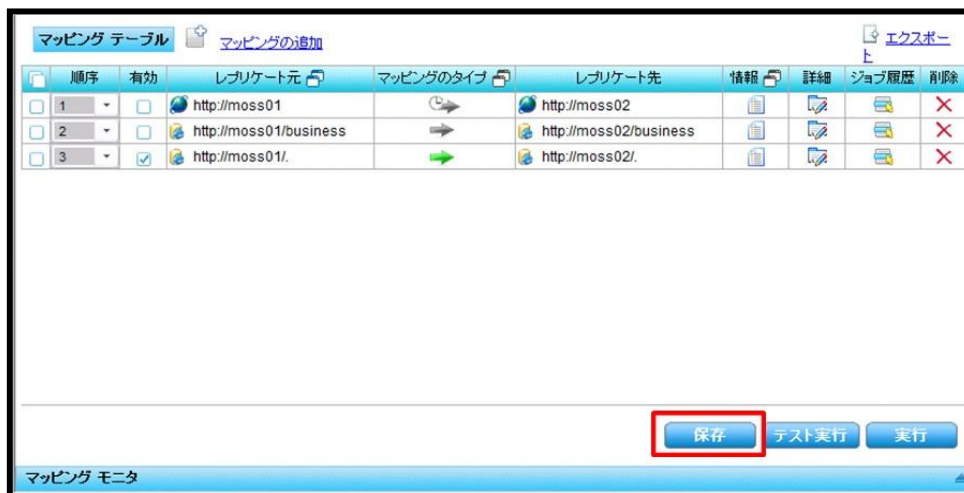 マッピング テーブル マッピングの追加 エクスポート
順序 有効 レプリケート元 マッピングのタイプ レプリケート先 情報 詳細 ジョブ履歴 削除
1 http://moss01 http://moss02
2 http://moss01/business http://moss02/business
3 http://moss01/. http://moss02/.
保存 テスト実行 実行
マッピング モニタ